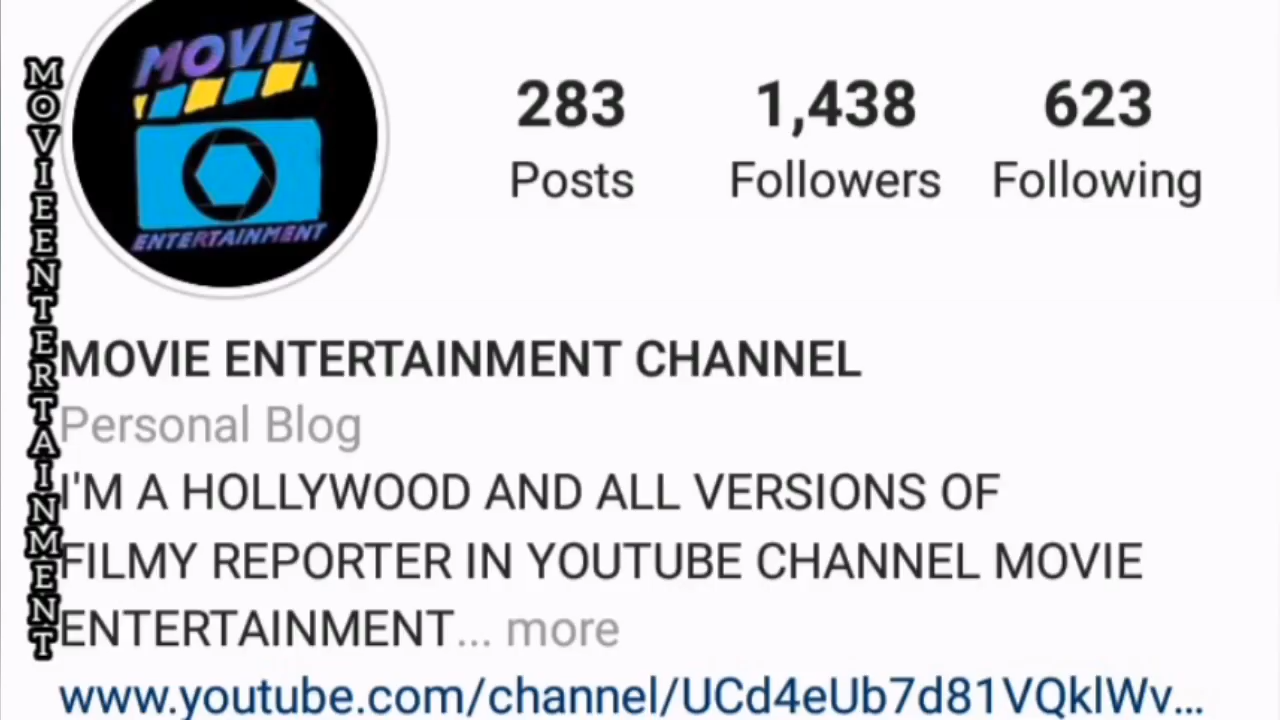 MOVIE
ENTERTAINMENT
MOVIEENTERTAINMENT
283 1,438 623
Posts Followers Following
MOVIE ENTERTAINMENT CHANNEL
Personal Blog
I'M A HOLLYWOOD AND ALL VERSIONS OF
FILMY REPORTER IN YOUTUBE CHANNEL MOVIE
ENTERTAINMENT... more
www.youtube.com/channel/UCd4eUb7d81VQklWv...